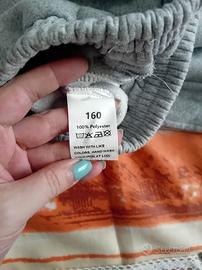 160
100% Polyester
WASH WITH LIKE
COLORS, HAND WASH